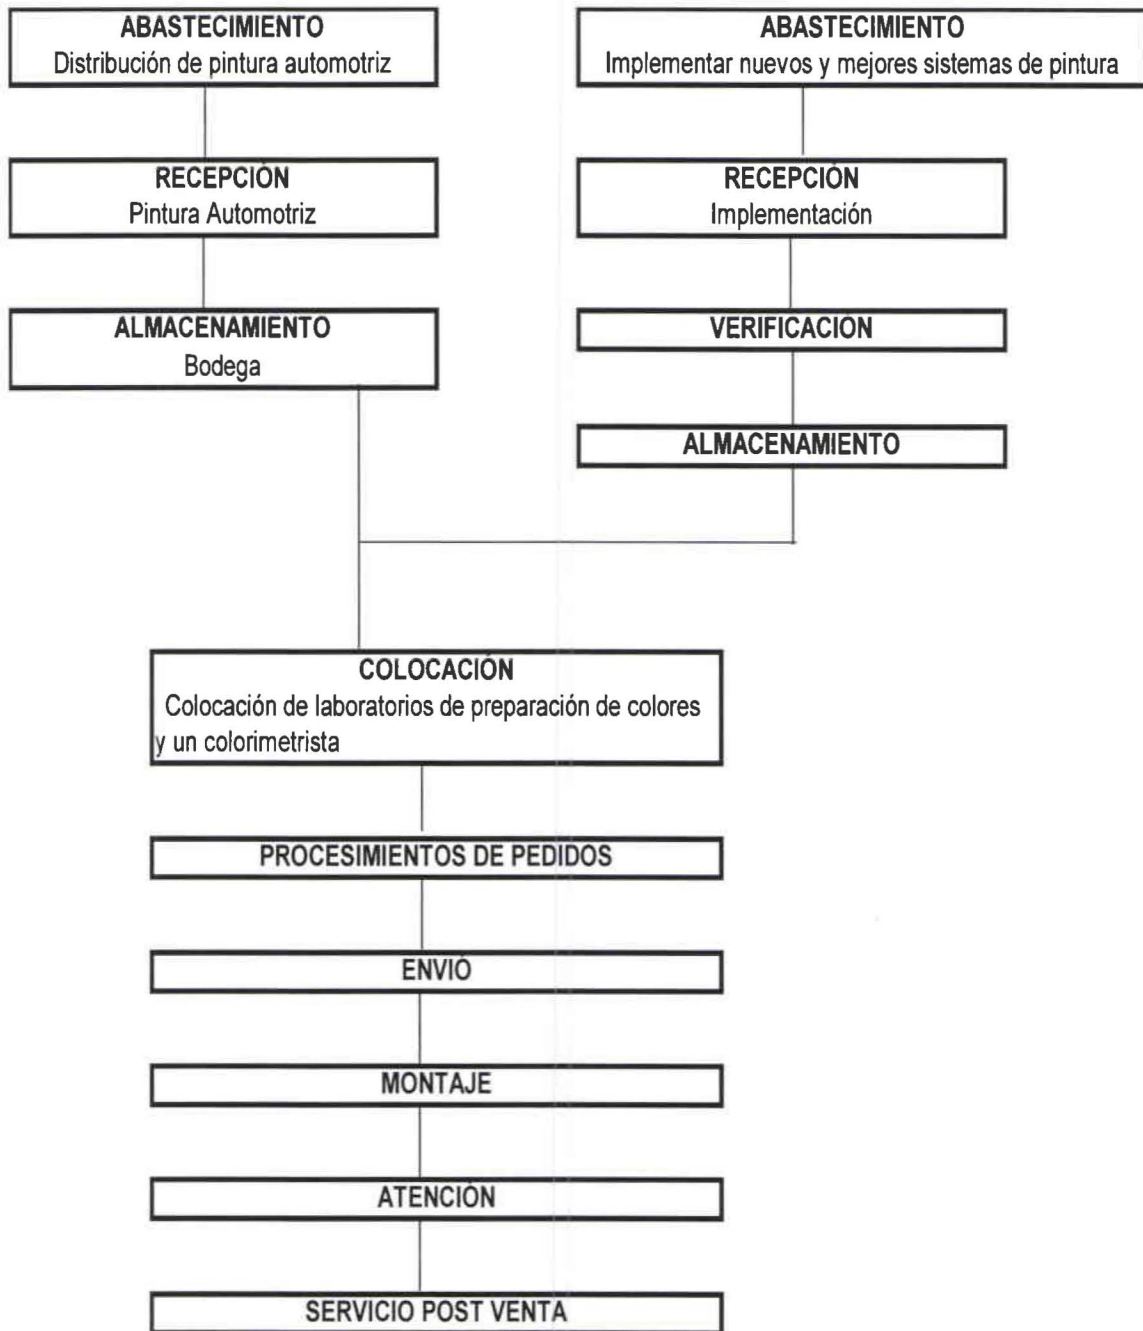 ABASTECIMIENTO
Distribución de pintura automotriz
RECEPCIÓN
Pintura Automotriz
ALMACENAMIENTO
Bodega
ABASTECIMIENTO
Implementar nuevos y mejores sistemas de pintura
RECEPCIÓN
Implementación
VERIFICACIÓN
ALMACENAMIENTO
COLOCACIÓN
Colocación de laboratorios de preparación de colores
y un colorimetrista
PROCESIMIENTOS DE PEDIDOS
ENVIÓ
MONTAJE
ATENCIÓN
SERVICIO POST VENTA